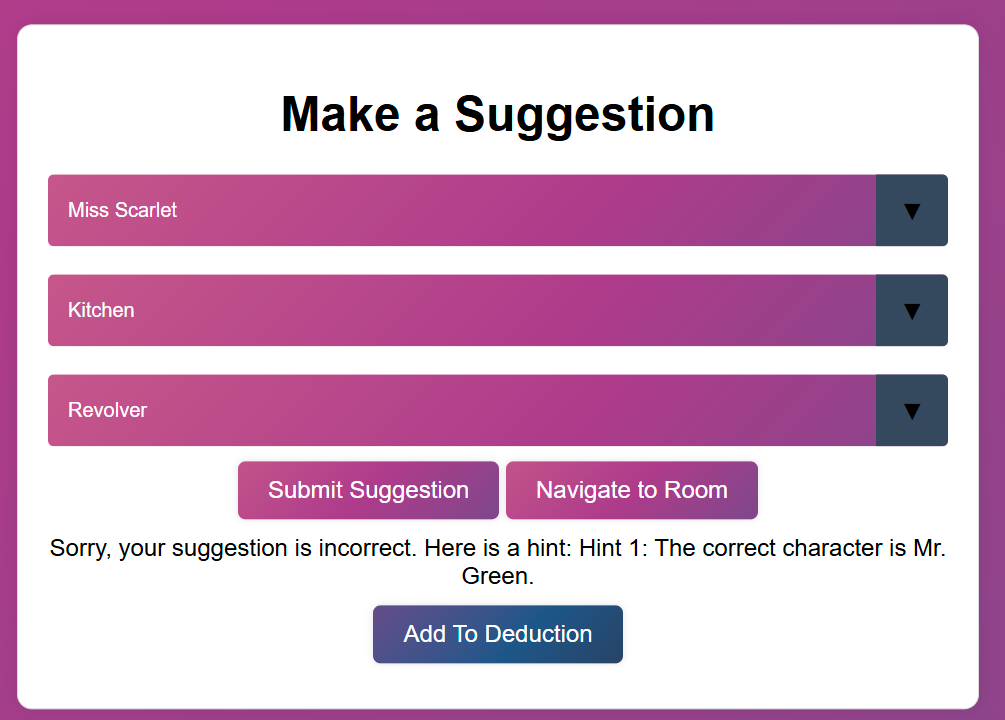 Make a Suggestion
Miss Scarlet
▼
Kitchen
▼
Revolver
▼
Submit Suggestion Navigate to Room
Sorry, your suggestion is incorrect. Here is a hint: Hint 1: The correct character is Mr.
Green.
Add To Deduction